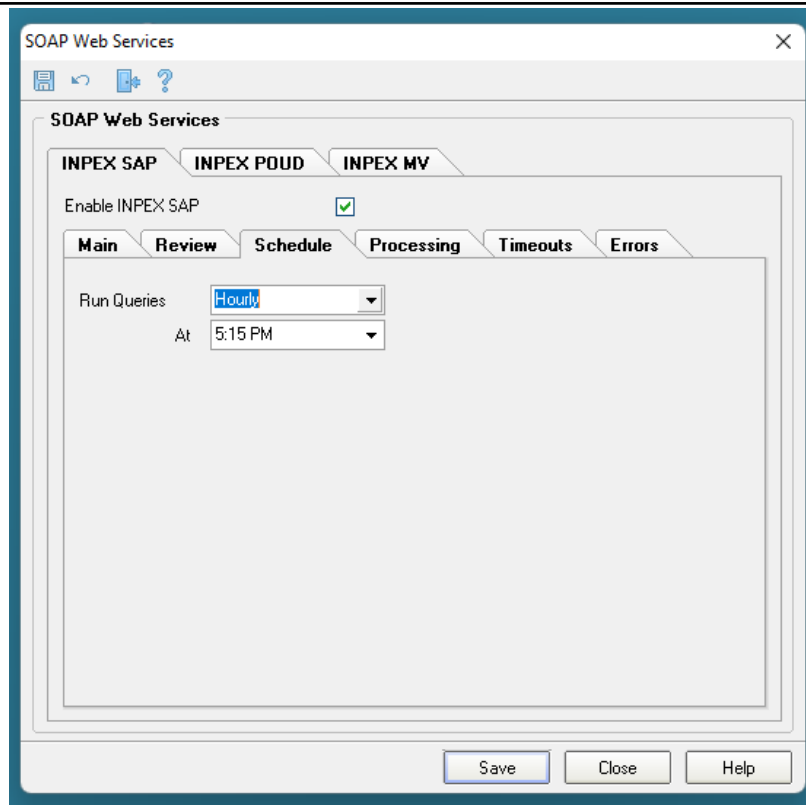 SOAP Web Services
SOAP Web Services
INPEX SAP INPEX POUD INPEX MV
Enable INPEX SAP
Main Review Schedule Processing Timeouts Errors
Run Queries Hourly
At 5:15 PM
Save Close Help